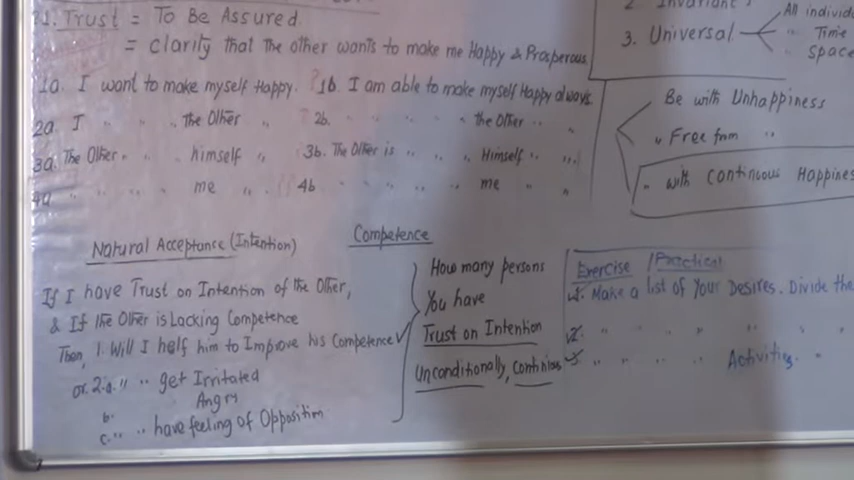 1. Trust = To Be Assured
= clarity that the other wants to make me Happy & Prosperous.
1a. I want to make myself Happy. ? 1b. I am able to make myself Happy always.
2a I " " " the Other " ? 2b. " " " " " the Other " "
3a. The Other " " " himself " 3b. The Other is " " " Himself " " "
4a " " " " " me " " 4b " " " " " me " "
Natural Acceptance (Intention) Competence
If I have Trust on Intention of the Other,
& If the Other is Lacking Competence
Then, 1. Will I helf him to Improve his Competence ✓
or 2.a. " " get Irritated
b. Angry
c. " " have feeling of Opposition
How many persons
You have
Trust on Intention
Unconditionally,
2. Invariant
3. Universal
All individ
" Time
" Space
Be with Unhappiness
" Free from "
" with Continuous Happines
Exercise / Practical
1. Make a list of Your Desires. Divide the
2. " " " " " "
3. " " " " Activities. "